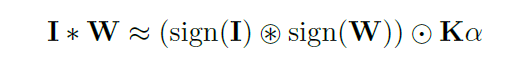 I ∗ W ≈ (sign(I) ⊛ sign(W)) ⊙ Kα